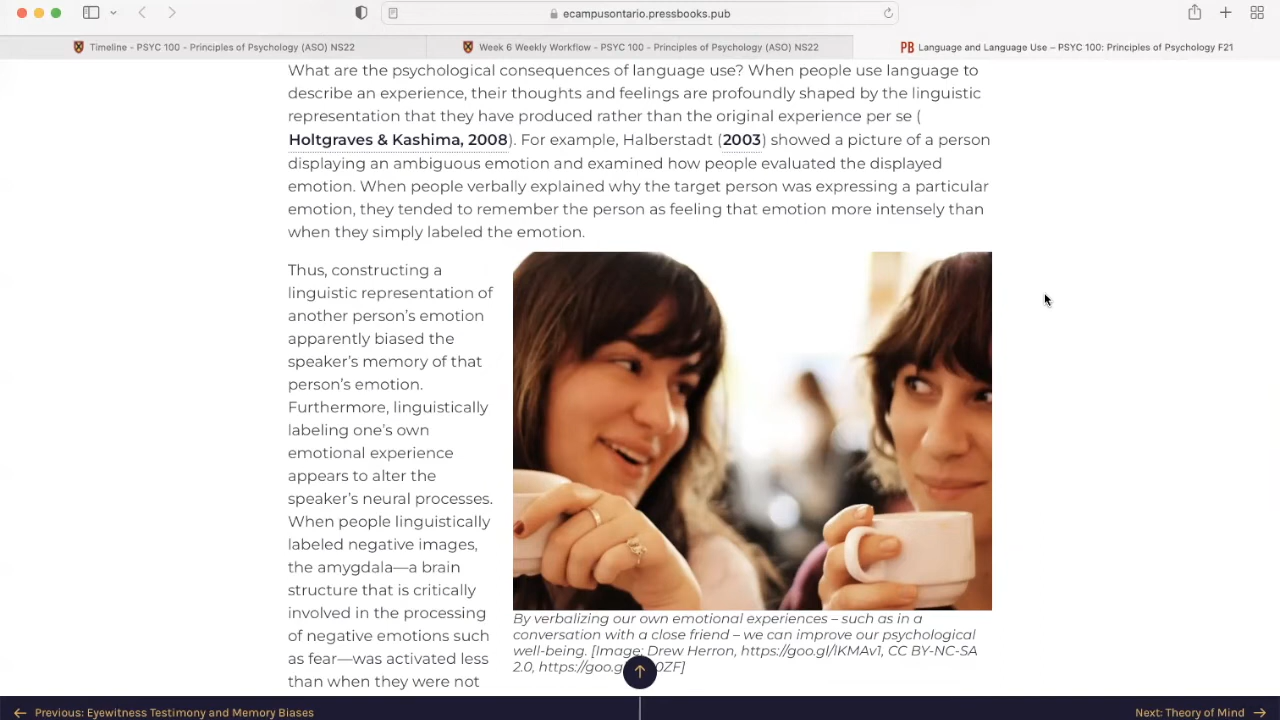 ecampusontario.pressbooks.pub
Timeline - PSYC 100 - Principles of Psychology (ASO) NS22
Week 6 Weekly Workflow - PSYC 100 - Principles of Psychology (ASO) NS22
PB Language and Language Use – PSYC 100: Principles of Psychology F21
What are the psychological consequences of language use? When people use language to
describe an experience, their thoughts and feelings are profoundly shaped by the linguistic
representation that they have produced rather than the original experience per se (
Holtgraves & Kashima, 2008). For example, Halberstadt (2003) showed a picture of a person
displaying an ambiguous emotion and examined how people evaluated the displayed
emotion. When people verbally explained why the target person was expressing a particular
emotion, they tended to remember the person as feeling that emotion more intensely than
when they simply labeled the emotion.
Thus, constructing a
linguistic representation of
another person’s emotion
apparently biased the
speaker’s memory of that
person’s emotion.
Furthermore, linguistically
labeling one’s own
emotional experience
appears to alter the
speaker’s neural processes.
When people linguistically
labeled negative images,
the amygdala—a brain
structure that is critically
involved in the processing
of negative emotions such
as fear—was activated less
than when they were not
By verbalizing our own emotional experiences – such as in a
conversation with a close friend – we can improve our psychological
well-being. [Image: Drew Herron, https://goo.gl/lKMAv1, CC BY-NC-SA
2.0, 
← Previous: Eyewitness Testimony and Memory Biases
Next: Theory of Mind →